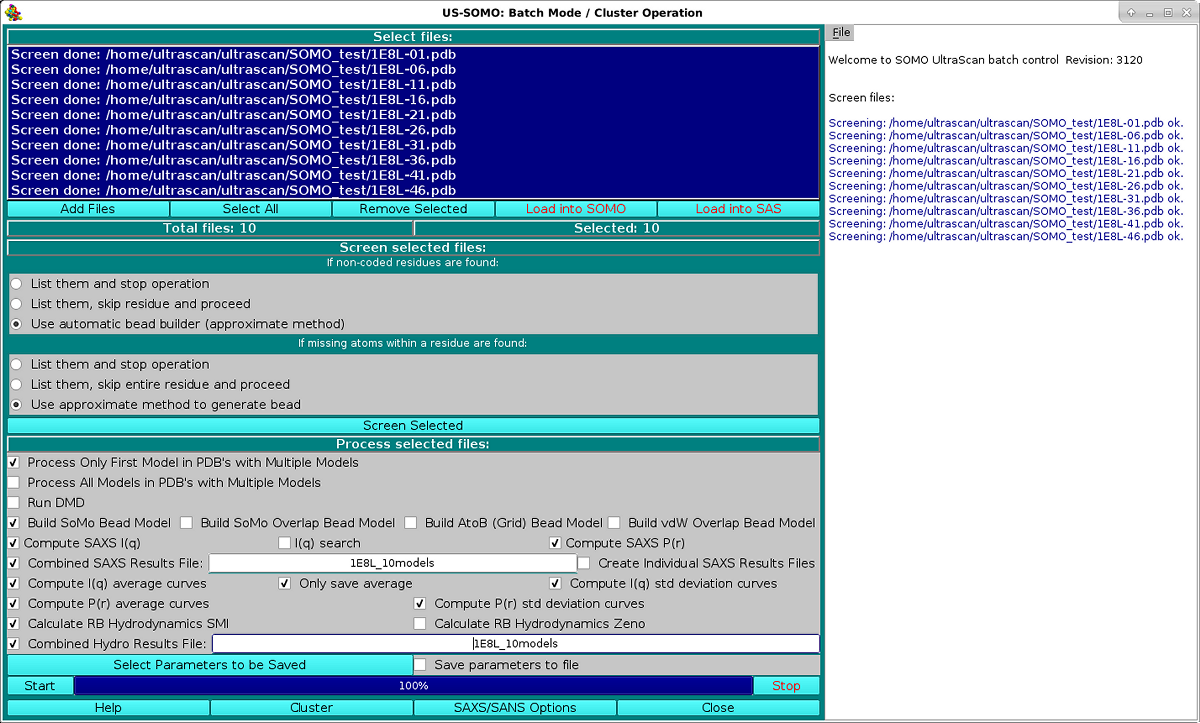 US-SOMO: Batch Mode / Cluster Operation
Select files:
Screen done: /home/ultrascan/ultrascan/SOMO_test/1E8L-01.pdb
Screen done: /home/ultrascan/ultrascan/SOMO_test/1E8L-06.pdb
Screen done: /home/ultrascan/ultrascan/SOMO_test/1E8L-11.pdb
Screen done: /home/ultrascan/ultrascan/SOMO_test/1E8L-16.pdb
Screen done: /home/ultrascan/ultrascan/SOMO_test/1E8L-21.pdb
Screen done: /home/ultrascan/ultrascan/SOMO_test/1E8L-26.pdb
Screen done: /home/ultrascan/ultrascan/SOMO_test/1E8L-31.pdb
Screen done: /home/ultrascan/ultrascan/SOMO_test/1E8L-36.pdb
Screen done: /home/ultrascan/ultrascan/SOMO_test/1E8L-41.pdb
Screen done: /home/ultrascan/ultrascan/SOMO_test/1E8L-46.pdb
Add Files Select All Remove Selected Load into SOMO Load into SAS
Total files: 10 Selected: 10
Screen selected files:
If non-coded residues are found:
List them and stop operation
List them, skip residue and proceed
Use automatic bead builder (approximate method)
If missing atoms within a residue are found:
List them and stop operation
List them, skip entire residue and proceed
Use approximate method to generate bead
Screen Selected
Process selected files:
Process Only First Model in PDB's with Multiple Models
Process All Models in PDB's with Multiple Models
Run DMD
Build SoMo Bead Model Build SoMo Overlap Bead Model Build AtoB (Grid) Bead Model Build vdW Overlap Bead Model
Compute SAXS I(q) I(q) search Compute SAXS P(r)
Combined SAXS Results File: 1E8L_10models Create Individual SAXS Results Files
Compute I(q) average curves Only save average Compute I(q) std deviation curves
Compute P(r) average curves Compute P(r) std deviation curves
Calculate RB Hydrodynamics SMI Calculate RB Hydrodynamics Zeno
Combined Hydro Results File: 1E8L_10models
Select Parameters to be Saved Save parameters to file
Start 100% Stop
Help Cluster SAXS/SANS Options Close
File
Welcome to SOMO UltraScan batch control Revision: 3120
Screen files:
Screening: /home/ultrascan/ultrascan/SOMO_test/1E8L-01.pdb ok.
Screening: /home/ultrascan/ultrascan/SOMO_test/1E8L-06.pdb ok.
Screening: /home/ultrascan/ultrascan/SOMO_test/1E8L-11.pdb ok.
Screening: /home/ultrascan/ultrascan/SOMO_test/1E8L-16.pdb ok.
Screening: /home/ultrascan/ultrascan/SOMO_test/1E8L-21.pdb ok.
Screening: /home/ultrascan/ultrascan/SOMO_test/1E8L-26.pdb ok.
Screening: /home/ultrascan/ultrascan/SOMO_test/1E8L-31.pdb ok.
Screening: /home/ultrascan/ultrascan/SOMO_test/1E8L-36.pdb ok.
Screening: /home/ultrascan/ultrascan/SOMO_test/1E8L-41.pdb ok.
Screening: /home/ultrascan/ultrascan/SOMO_test/1E8L-46.pdb ok.